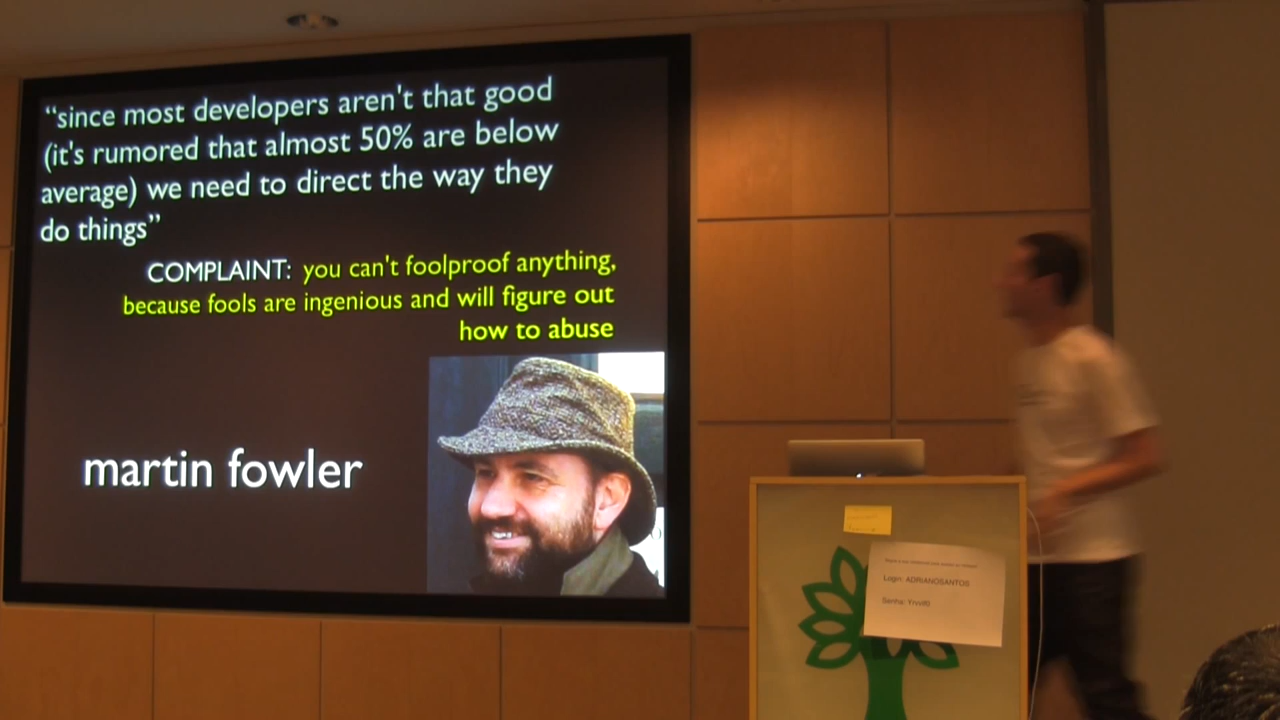 “since most developers aren't that good
(it's rumored that almost 50% are below
average) we need to direct the way they
do things”
COMPLAINT: you can't foolproof anything,
because fools are ingenious and will figure out
how to abuse
martin fowler
Login: ADRIANOSANTOS
Senha: